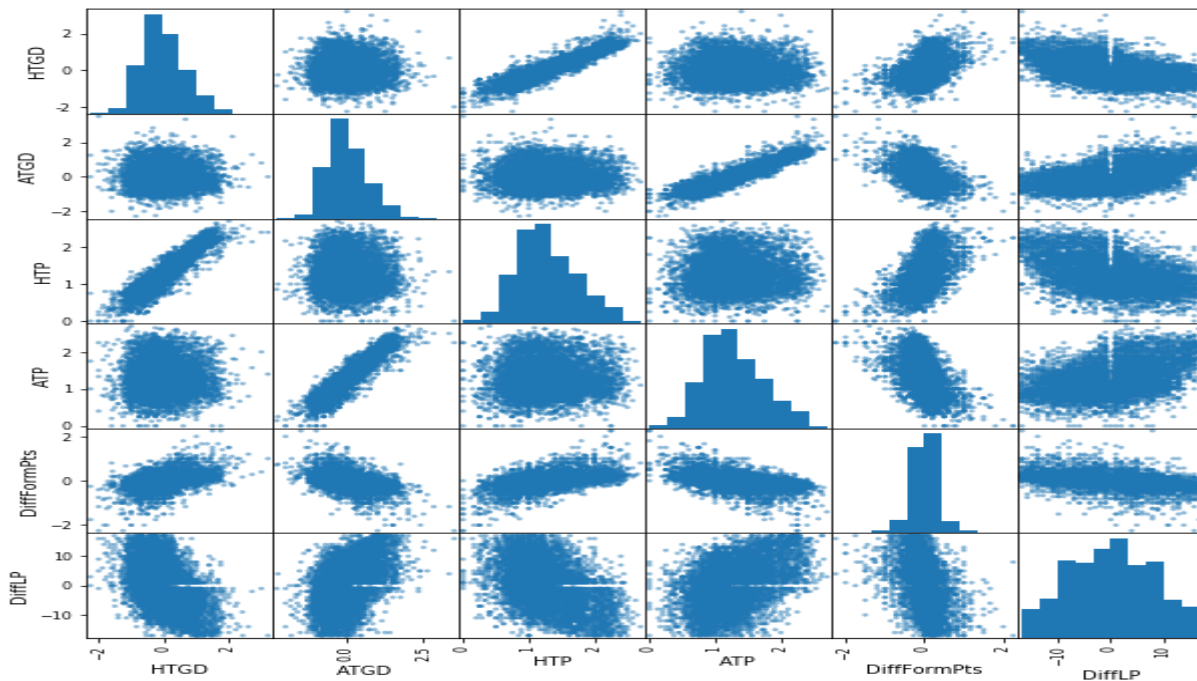 2
0
-2
HTGD
2
0
-2
ATGD
2
1
0
HTP
2
1
0
ATP
2
0
-2
DiffFormPts
10
0
-10
DiffLP
-2 0 2 0.0 2.5 0 1 2 0 1 2 -2 0 2 -10 0 10
HTGD ATGD HTP ATP DiffFormPts DiffLP